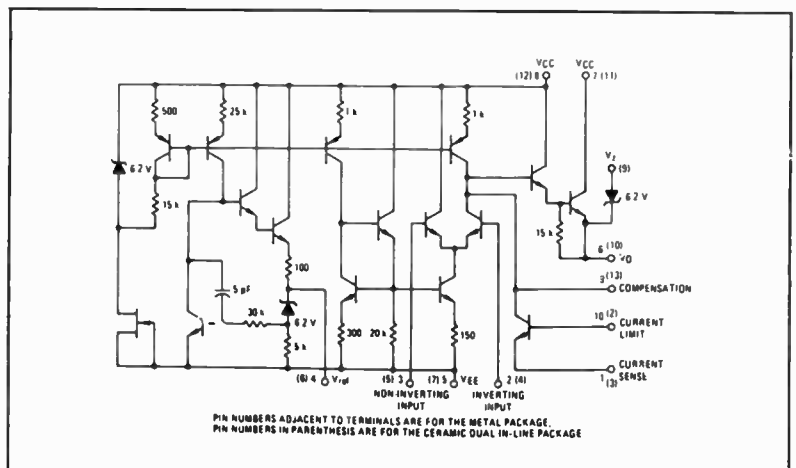 VCC
(12) 8
VCC
7 (11)
500
25 k
1 k
1 k
VZ
(9)
6.2 V
6.2 V
15 k
15 k
6 (10)
VO
100
9 (13)
COMPENSATION
5 pF
30 k
6.2 V
10 (2)
CURRENT
LIMIT
300
20 k
150
5 k
CURRENT
SENSE
1 (3)
(6) 4
Vref
(5) 3
(7) 5
VEE
2 (4)
NON-INVERTING
INPUT
INVERTING
INPUT
PIN NUMBERS ADJACENT TO TERMINALS ARE FOR THE METAL PACKAGE.
PIN NUMBERS IN PARENTHESIS ARE FOR THE CERAMIC DUAL IN-LINE PACKAGE